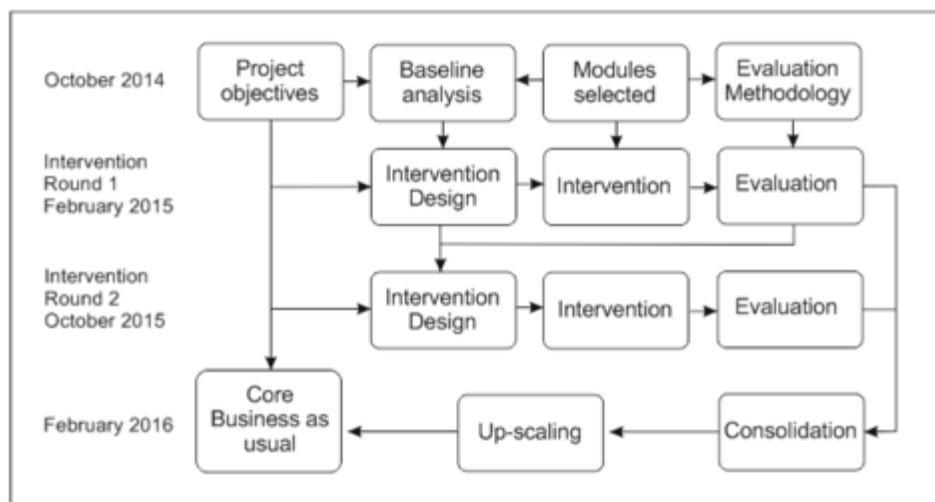 October 2014
Project
objectives
Baseline
analysis
Modules
selected
Evaluation
Methodology
Intervention
Round 1
February 2015
Intervention
Design
Intervention
Evaluation
Intervention
Round 2
October 2015
Intervention
Design
Intervention
Evaluation
February 2016
Core
Business as
usual
Up-scaling
Consolidation